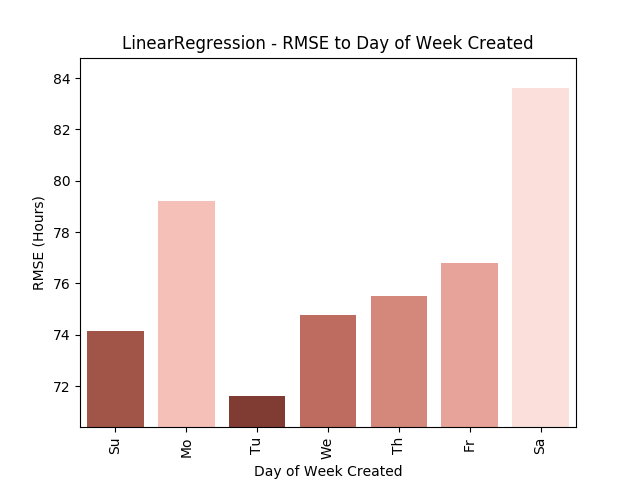 LinearRegression - RMSE to Day of Week Created
RMSE (Hours)
84
82
80
78
76
74
72
Su
Mo
Tu
We
Th
Fr
Sa
Day of Week Created